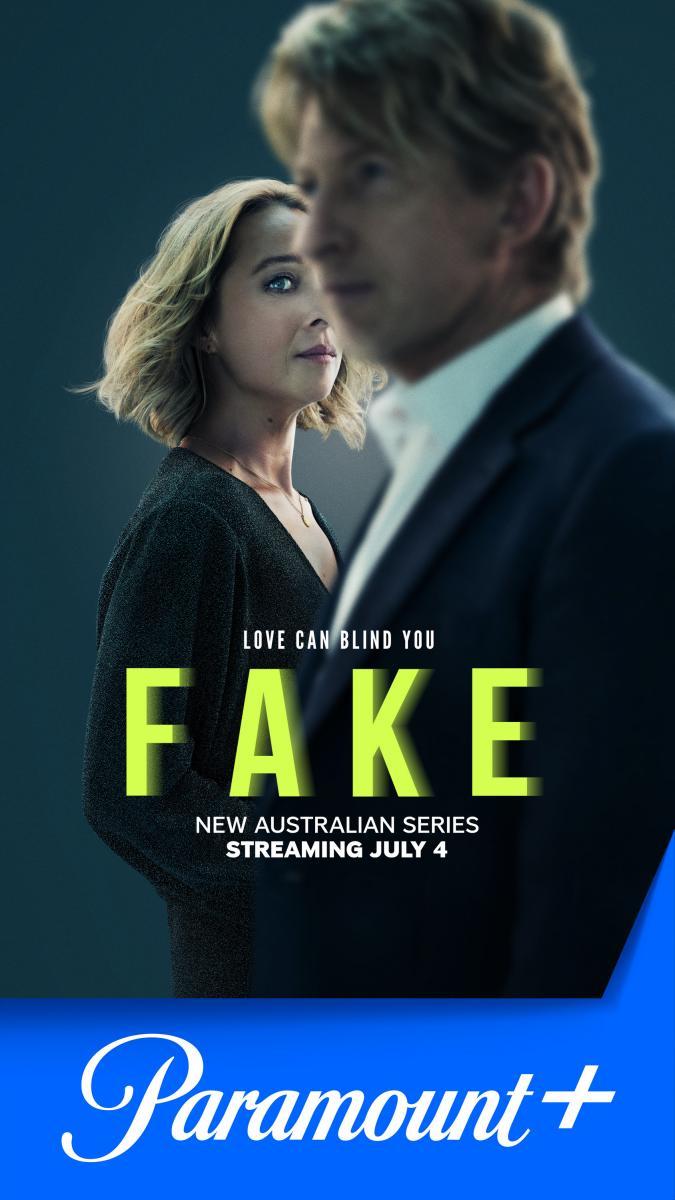 LOVE CAN BLIND YOU
FAKE
NEW AUSTRALIAN SERIES
STREAMING JULY 4
Paramount+